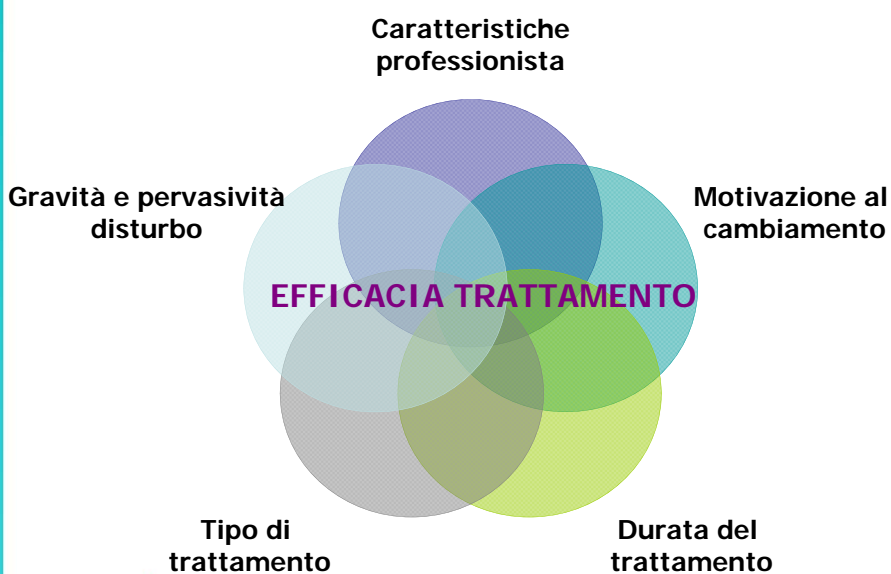 Caratteristiche
professionista
Gravità e pervasività
disturbo
Motivazione al
cambiamento
EFFICACIA TRATTAMENTO
Tipo di
trattamento
Durata del
trattamento